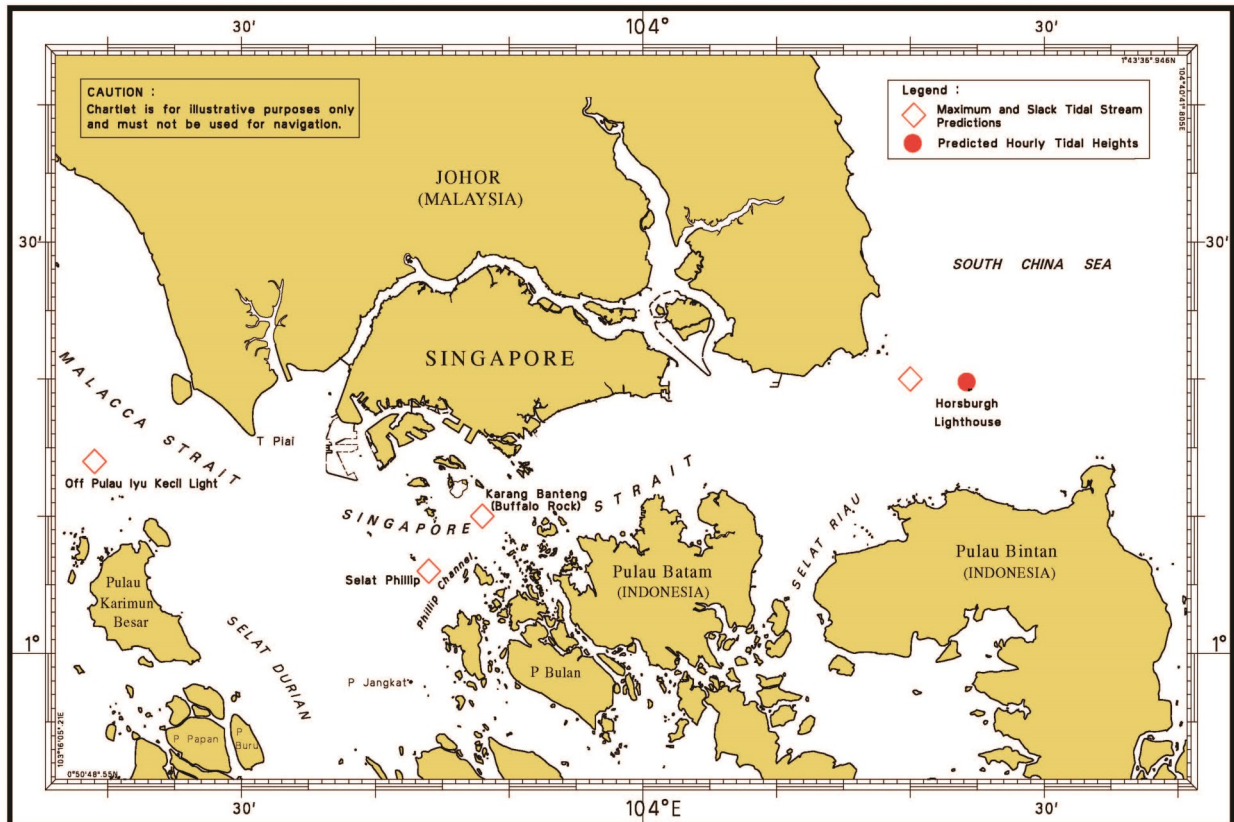 30'
104°
30'
1°43'36".946N
104°40'41".805E
CAUTION :
Chartlet is for illustrative purposes only
and must not be used for navigation.
Legend :
Maximum and Slack Tidal Stream
Predictions
Predicted Hourly Tidal Heights
JOHOR
(MALAYSIA)
30'
30'
SOUTH CHINA SEA
SINGAPORE
MALACCA STRAIT
Horsburgh
Lighthouse
T Piai
Off Pulau Iyu Kecil Light
Karang Banteng
(Buffalo Rock)
SINGAPORE STRAIT
SELAT RIAU
Pulau Bintan
(INDONESIA)
Selat Phillip
Phillip Channel
Pulau Batam
(INDONESIA)
Pulau
Karimun
Besar
SELAT DURIAN
1°
1°
P Bulan
P Jangkat
P Papan
P
Buru
103°16'05".21E
0°50'48".55N
30'
104°E
30'